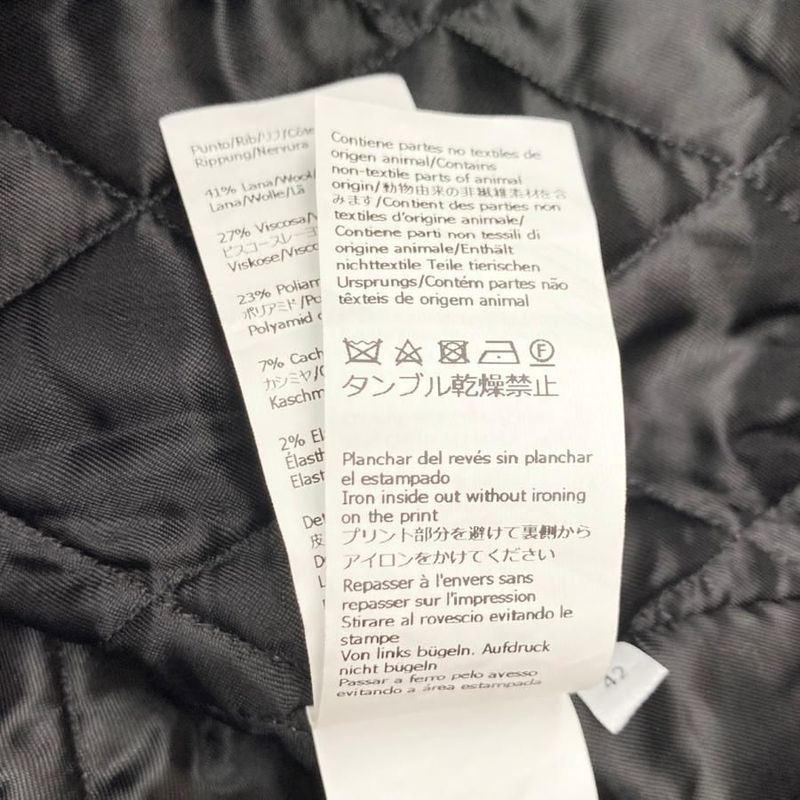 Punto/Rib/リブ/Côte
Rippung/Nervura
41% Lana/Wool/
Lana/Wolle/Lã
27% Viscosa/V
ビスコースレーヨ
Viskose/Visco
23% Poliam
ポリアミド/Po
Polyamid
7% Cach
カシミヤ/C
Kaschm
2% El
Élasth
Elast
De
皮
D
L
D
Contiene partes no textiles de
origen animal/Contains
non-textile parts of animal
origin/動物由来の非繊維素材を含
みます/Contient des parties non
textiles d'origine animale/
Contiene parti non tessili di
origine animale/Enthält
nichttextile Teile tierischen
Ursprungs/Contém partes não
têxteis de origem animal
F
タンブル乾燥禁止
Planchar del revés sin planchar
el estampado
Iron inside out without ironing
on the print
プリント部分を避けて裏側から
アイロンをかけてください
Repasser à l'envers sans
repasser sur l'impression
Stirare al rovescio evitando le
stampe
Von links bügeln. Aufdruck
nicht bügeln
Passar a ferro pelo avesso
evitando a área estampada
42